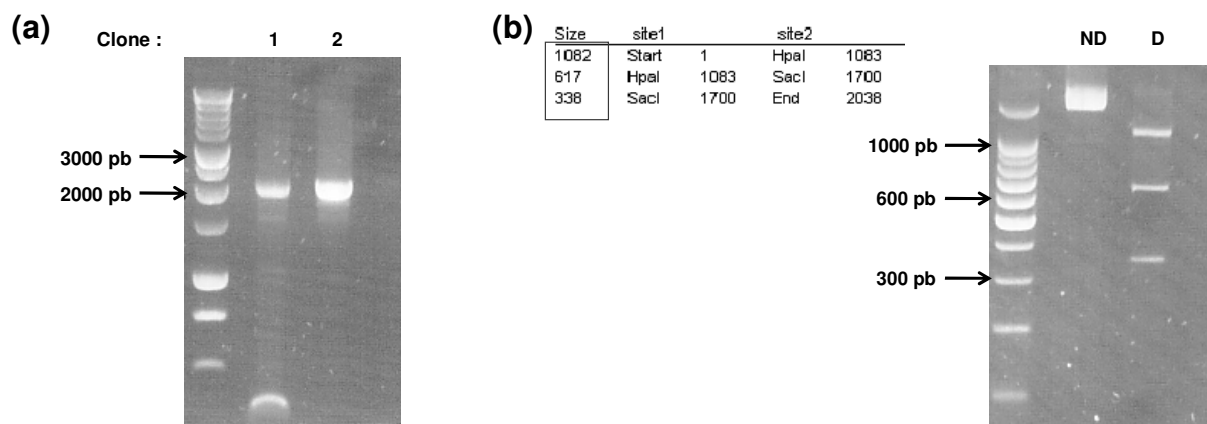 (a)
Clone : 1 2
3000 pb
2000 pb
(b)
Size site1 site2
1082 Start 1 HpaI 1083
617 HpaI 1083 SacI 1700
338 SacI 1700 End 2038
ND D
1000 pb
600 pb
300 pb